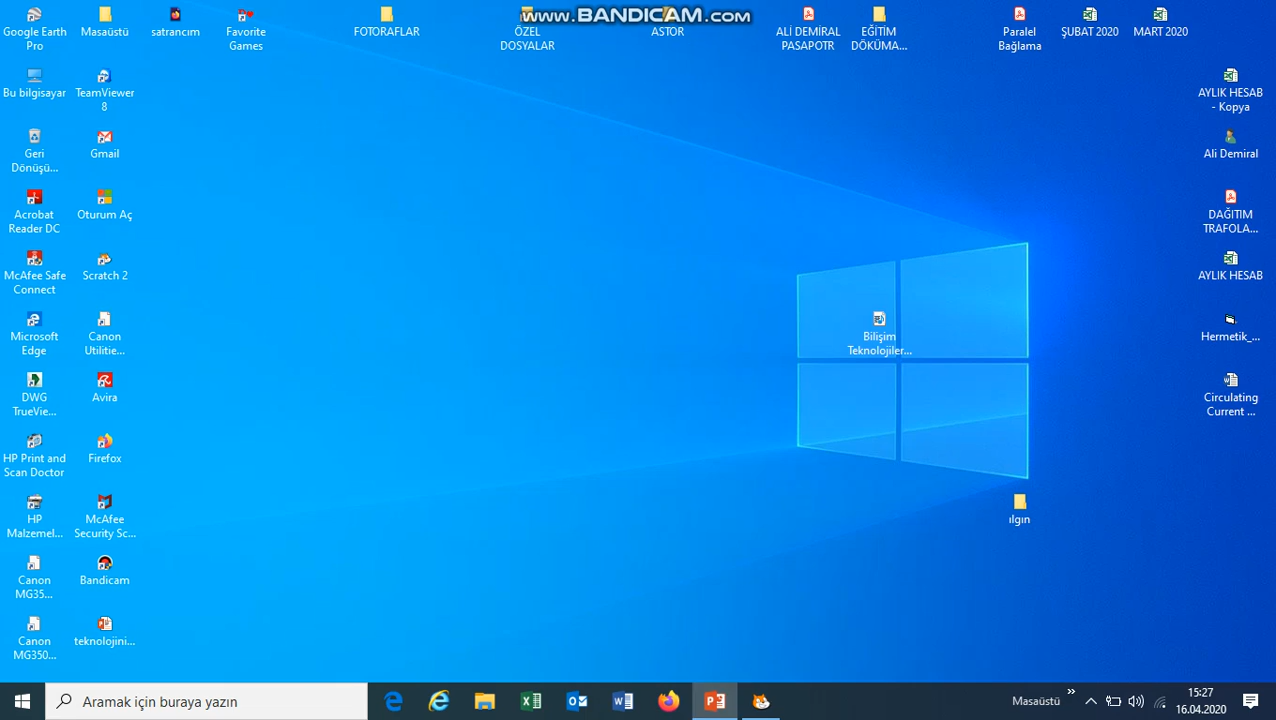 www.BANDICAM.com
Google Earth
Pro
Masaüstü
satrancım
Favorite
Games
FOTORAFLAR
ÖZEL
DOSYALAR
ASTOR
ALİ DEMİRAL
PASAPOTR
EĞİTİM
DÖKÜMA...
Paralel
Bağlama
ŞUBAT 2020
MART 2020
Bu bilgisayar
TeamViewer
8
AYLIK HESAB
- Kopya
Geri
Dönüşü...
Gmail
Ali Demiral
Acrobat
Reader DC
Oturum Aç
DAĞITIM
TRAFOLA...
McAfee Safe
Connect
Scratch 2
AYLIK HESAB
Microsoft
Edge
Canon
Utilitie...
Bilişim
Teknolojiler...
Hermetik_...
DWG
TrueVie...
Avira
Circulating
Current ...
HP Print and
Scan Doctor
Firefox
HP
Malzemel...
McAfee
Security Sc...
ılgın
Canon
MG35...
Bandicam
Canon
MG350...
teknolojini...
Aramak için buraya yazın
Masaüstü
15:27
16.04.2020